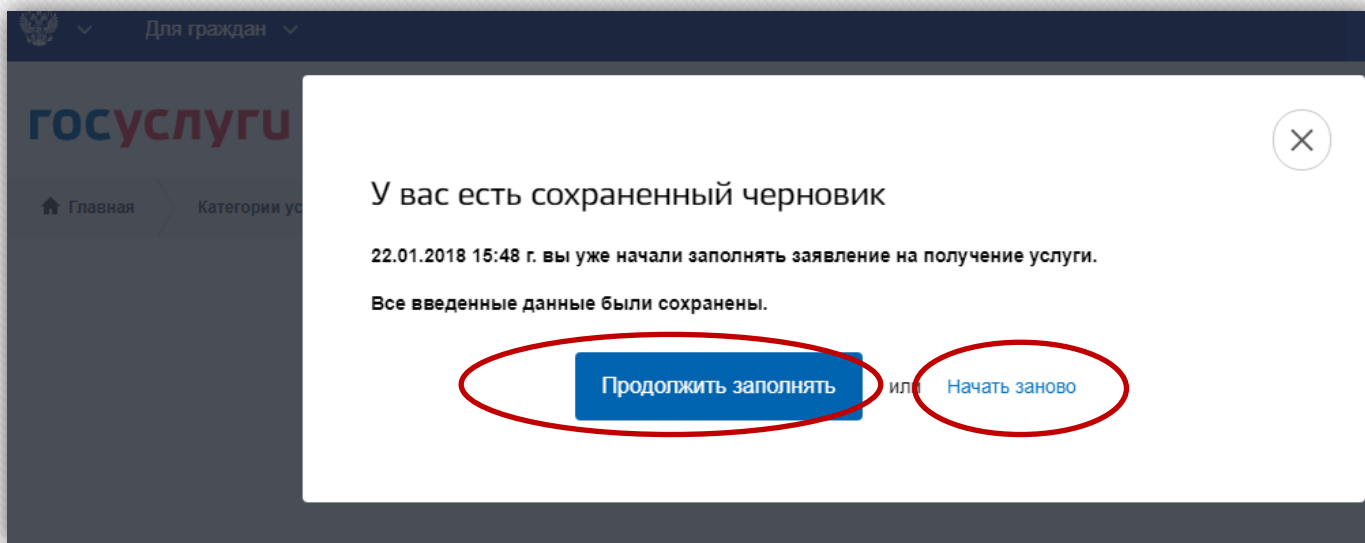 Для граждан
госуслуги
Главная
Категории ус
У вас есть сохраненный черновик
22.01.2018 15:48 г. вы уже начали заполнять заявление на получение услуги.
Все введенные данные были сохранены.
Продолжить заполнять или Начать заново